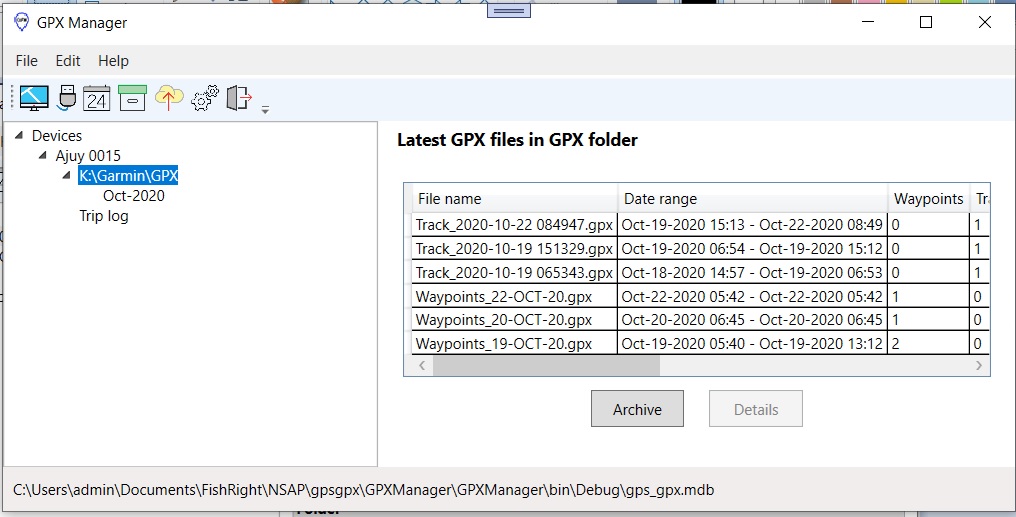 GPX Manager
File Edit Help
24
Devices
Ajuy 0015
K:\Garmin\GPX
Oct-2020
Trip log
Latest GPX files in GPX folder
File name Date range Waypoints Tr
Track_2020-10-22 084947.gpx Oct-19-2020 15:13 - Oct-22-2020 08:49 0 1
Track_2020-10-19 151329.gpx Oct-19-2020 06:54 - Oct-19-2020 15:12 0 1
Track_2020-10-19 065343.gpx Oct-18-2020 14:57 - Oct-19-2020 06:53 0 1
Waypoints_22-OCT-20.gpx Oct-22-2020 05:42 - Oct-22-2020 05:42 1 0
Waypoints_20-OCT-20.gpx Oct-20-2020 06:45 - Oct-20-2020 06:45 1 0
Waypoints_19-OCT-20.gpx Oct-19-2020 05:40 - Oct-19-2020 13:12 2 0
Archive Details
C:\Users\admin\Documents\FishRight\NSAP\gpsgpx\GPXManager\GPXManager\bin\Debug\gps_gpx.mdb